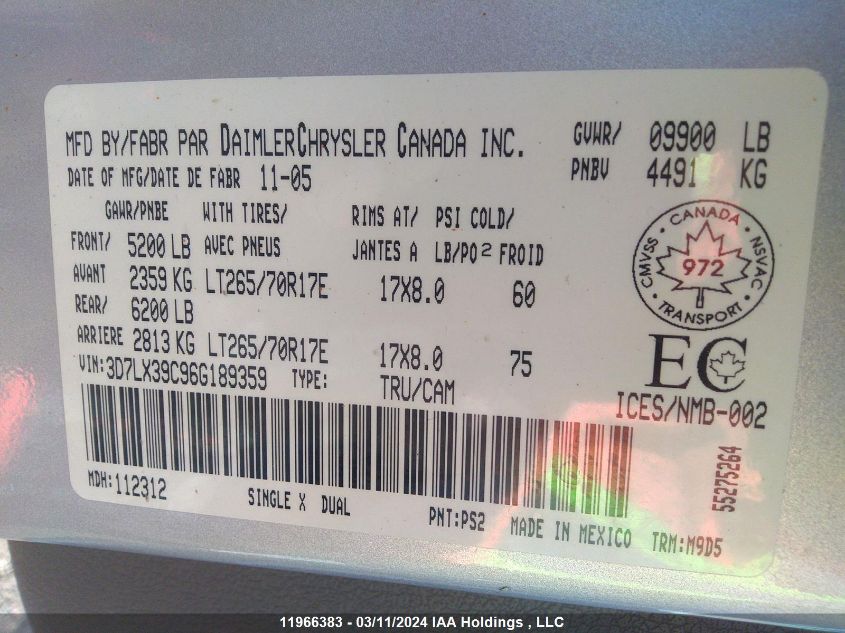 MFD BY/FABR PAR DAIMLERCHRYSLER CANADA INC.
GVWR/ 09900 LB
DATE OF MFG/DATE DE FABR 11-05
PNBV 4491 KG
GAWR/PNBE WITH TIRES/ RIMS AT/ PSI COLD/
FRONT/ 5200 LB AVEC PNEUS JANTES A LB/PO2 FROID
AVANT 2359 KG LT265/70R17E 17X8.0 60
REAR/ 6200 LB
ARRIERE 2813 KG LT265/70R17E 17X8.0 75
VIN:3D7LX39C96G189359 TYPE: TRU/CAM
CANADA
CMVSS 972 NSVAC
TRANSPORT
EC
ICES/NMB-002
55275264
MDH:112312 SINGLE X DUAL PNT:PS2 MADE IN MEXICO TRM:M9D5
11966383 - 03/11/2024 IAA Holdings , LLC